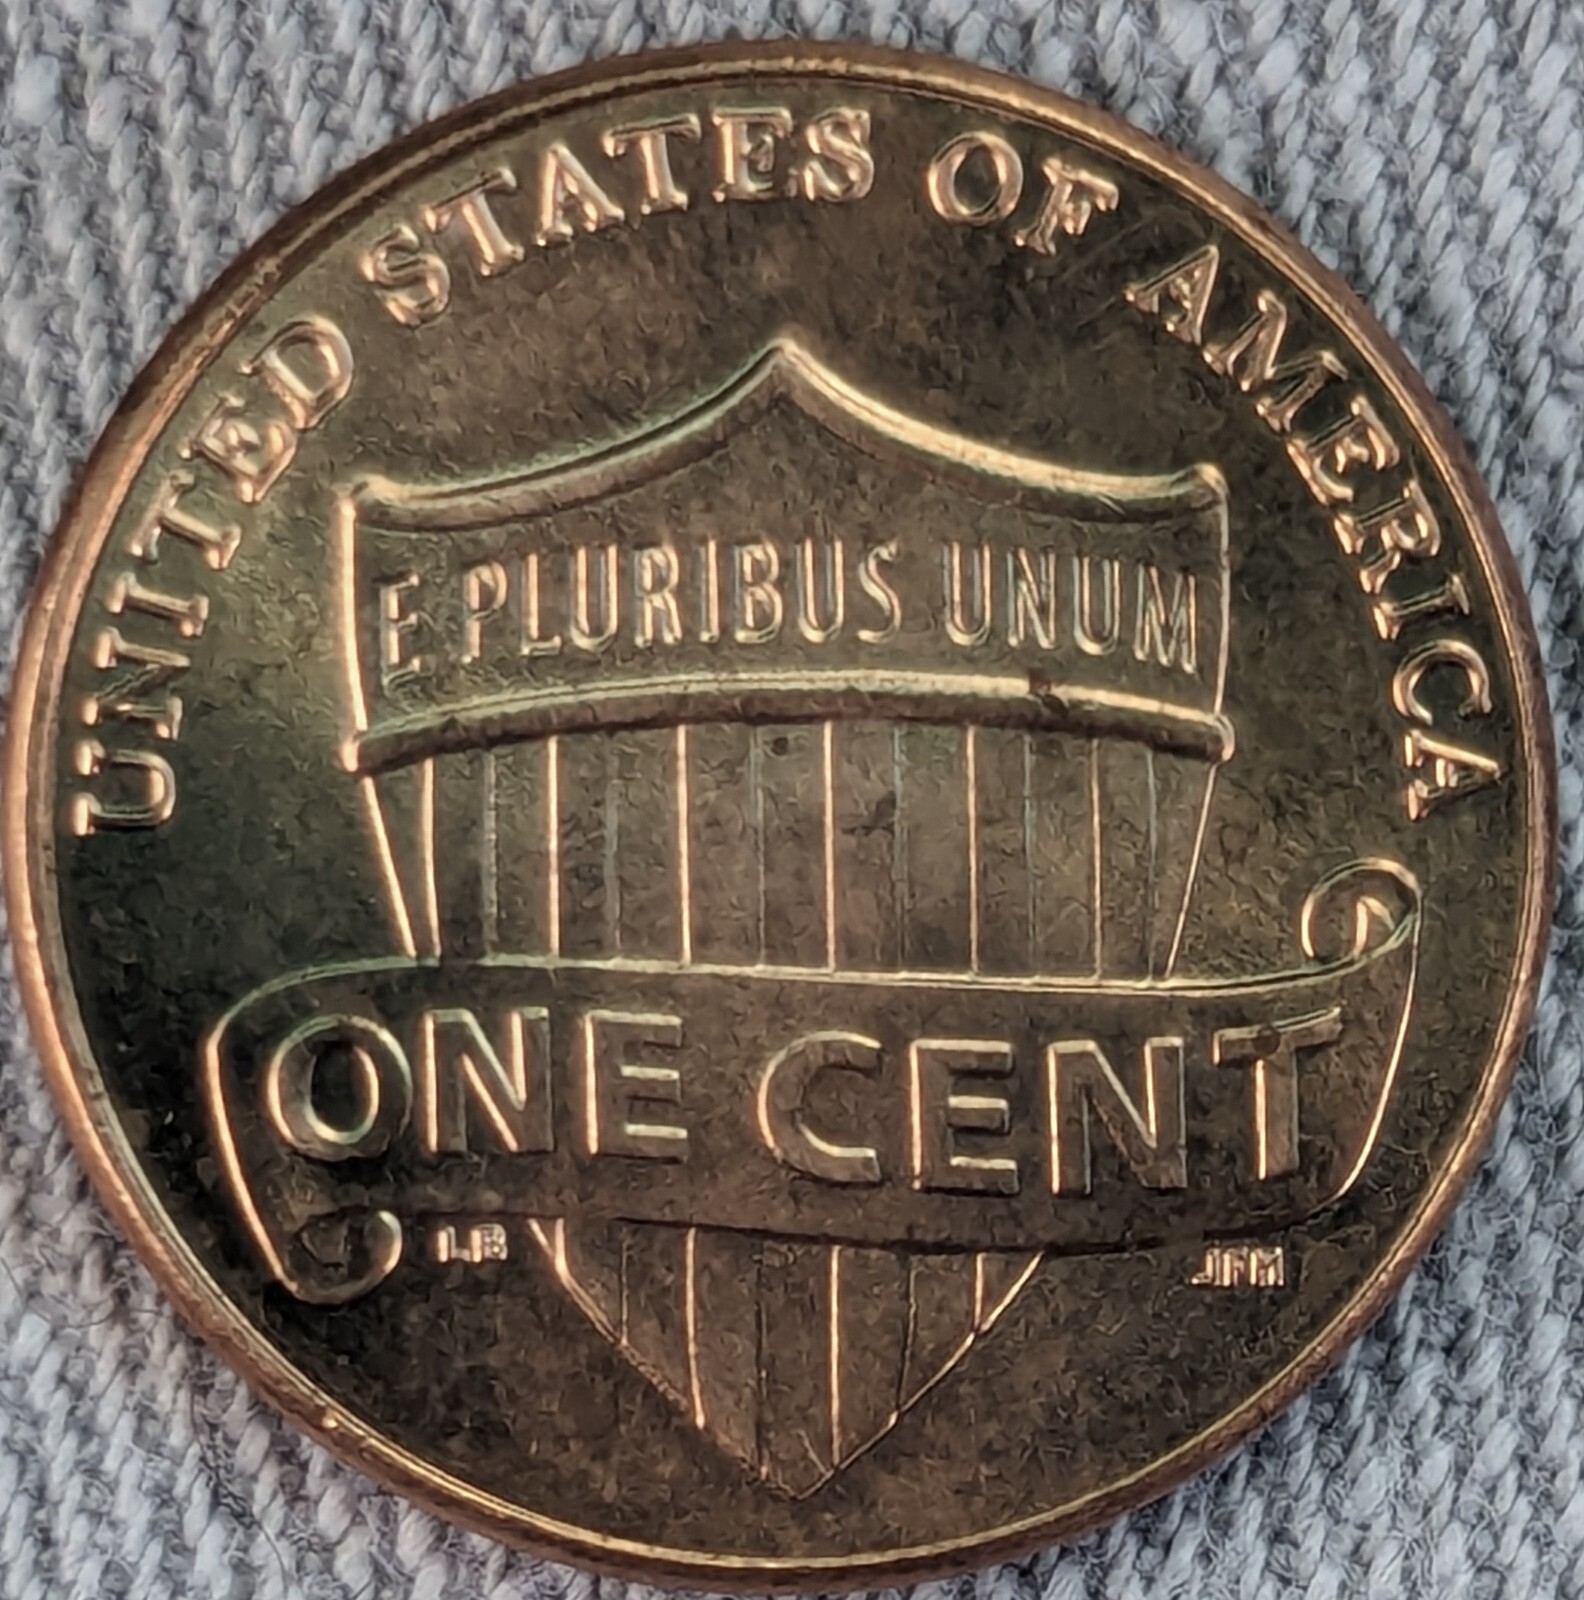 UNITED STATES OF AMERICA
E PLURIBUS UNUM
ONE CENT
LB
JFM